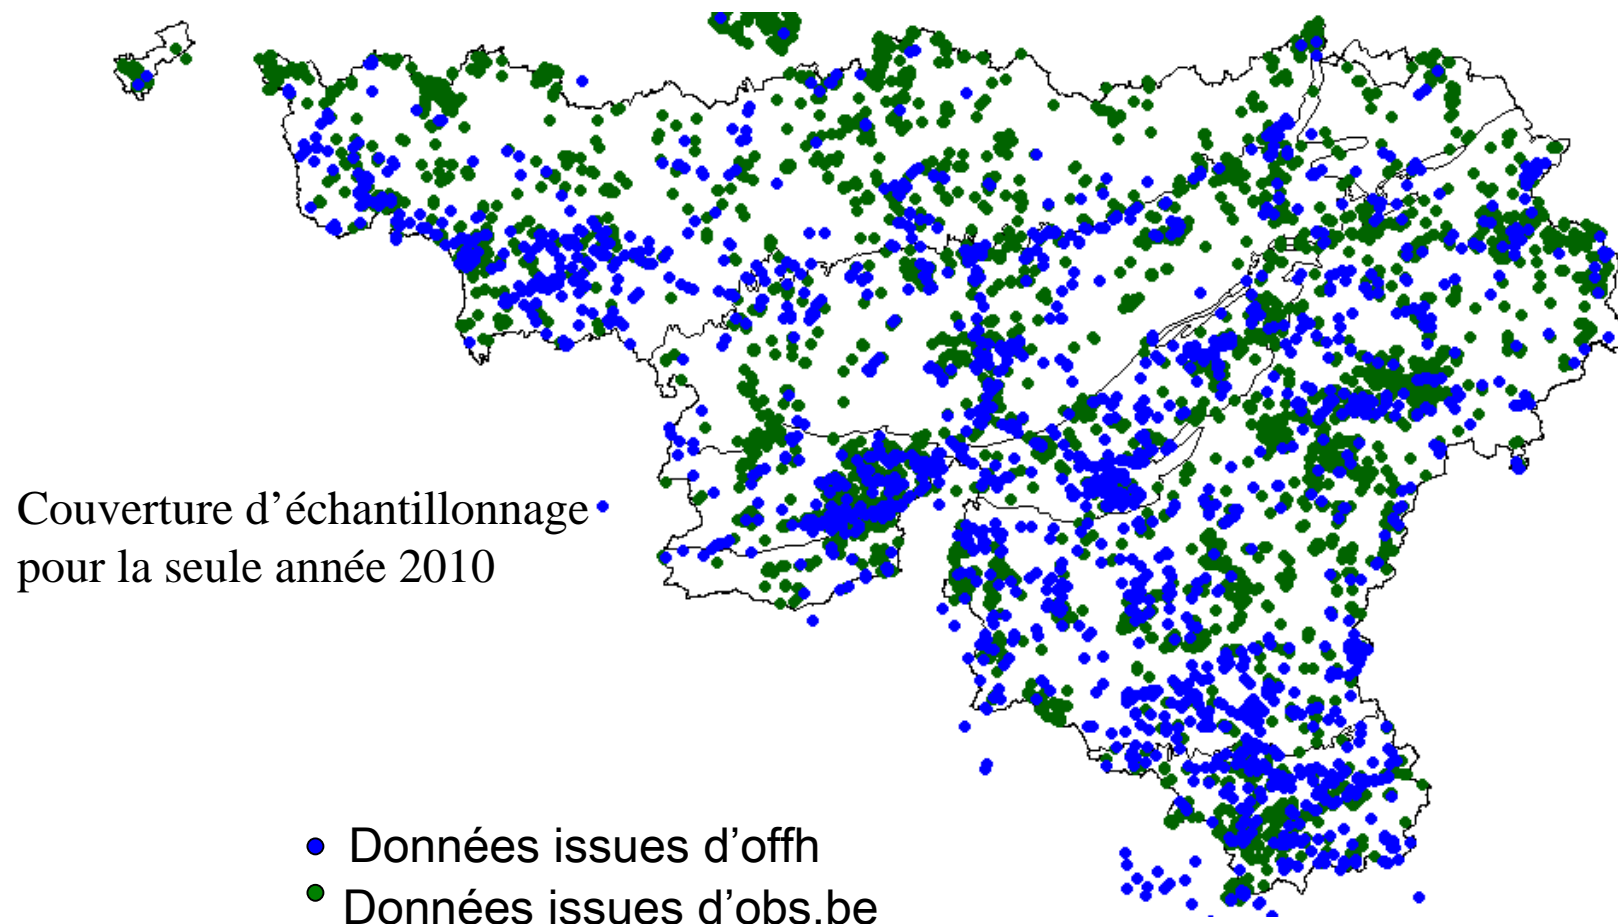 Couverture d’échantillonnage
pour la seule année 2010
Données issues d’offh
Données issues d’obs.be